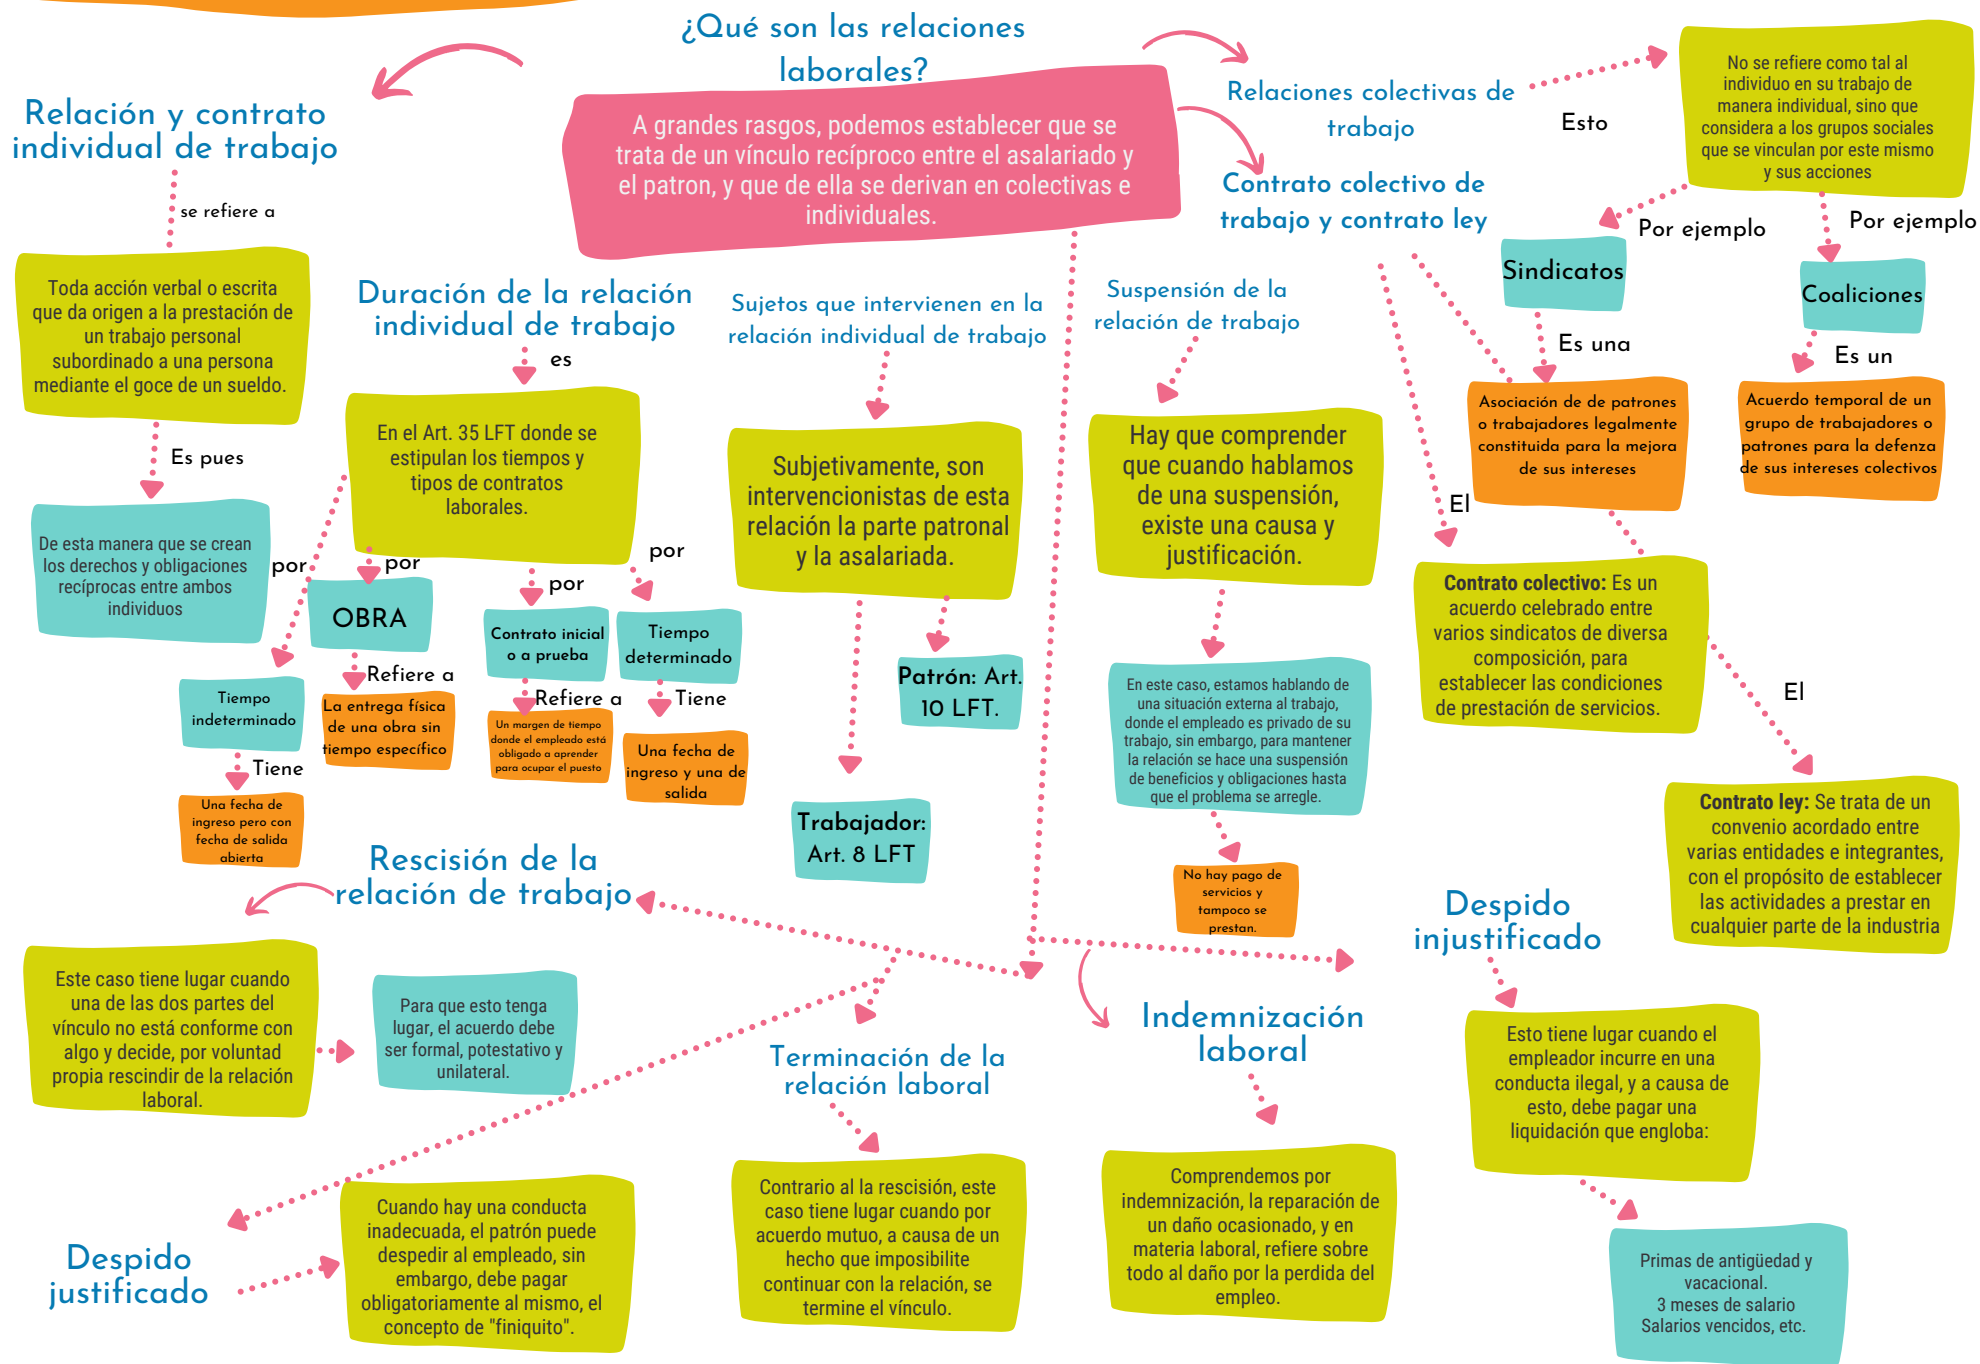 ¿Qué son las relaciones
laborales?
A grandes rasgos, podemos establecer que se
trata de un vínculo recíproco entre el asalariado y
el patron, y que de ella se derivan en colectivas e
individuales.
Relación y contrato
individual de trabajo
se refiere a
Toda acción verbal o escrita
que da origen a la prestación de
un trabajo personal
subordinado a una persona
mediante el goce de un sueldo.
Es pues
De esta manera que se crean
los derechos y obligaciones
recíprocas entre ambos
individuos
Duración de la relación
individual de trabajo
es
En el Art. 35 LFT donde se
estipulan los tiempos y
tipos de contratos
laborales.
por
Tiempo
indeterminado
Tiene
Una fecha de
ingreso pero con
fecha de salida
abierta
por
OBRA
Refiere a
La entrega física
de una obra sin
tiempo específico
por
Contrato inicial
o a prueba
Refiere a
Un margen de tiempo
donde el empleado está
obligado a aprender
para ocupar el puesto
por
Tiempo
determinado
Tiene
Una fecha de
ingreso y una de
salida
Sujetos que intervienen en la
relación individual de trabajo
Subjetivamente, son
intervencionistas de esta
relación la parte patronal
y la asalariada.
Patrón: Art.
10 LFT.
Trabajador:
Art. 8 LFT
Suspensión de la
relación de trabajo
Hay que comprender
que cuando hablamos
de una suspensión,
existe una causa y
justificación.
En este caso, estamos hablando de
una situación externa al trabajo,
donde el empleado es privado de su
trabajo, sin embargo, para mantener
la relación se hace una suspensión
de beneficios y obligaciones hasta
que el problema se arregle.
No hay pago de
servicios y
tampoco se
prestan.
Relaciones colectivas de
trabajo
Esto
No se refiere como tal al
individuo en su trabajo de
manera individual, sino que
considera a los grupos sociales
que se vinculan por este mismo
y sus acciones
Por ejemplo
Sindicatos
Es una
Asociación de de patrones
o trabajadores legalmente
constituida para la mejora
de sus intereses
Por ejemplo
Coaliciones
Es un
Acuerdo temporal de un
grupo de trabajadores o
patrones para la defenza
de sus intereses colectivos
Contrato colectivo de
trabajo y contrato ley
El
Contrato colectivo: Es un
acuerdo celebrado entre
varios sindicatos de diversa
composición, para
establecer las condiciones
de prestación de servicios.
El
Contrato ley: Se trata de un
convenio acordado entre
varias entidades e integrantes,
con el propósito de establecer
las actividades a prestar en
cualquier parte de la industria
Rescisión de la
relación de trabajo
Este caso tiene lugar cuando
una de las dos partes del
vínculo no está conforme con
algo y decide, por voluntad
propia rescindir de la relación
laboral.
Para que esto tenga
lugar, el acuerdo debe
ser formal, potestativo y
unilateral.
Despido
justificado
Cuando hay una conducta
inadecuada, el patrón puede
despedir al empleado, sin
embargo, debe pagar
obligatoriamente al mismo, el
concepto de "finiquito".
Terminación de la
relación laboral
Contrario al la rescisión, este
caso tiene lugar cuando por
acuerdo mutuo, a causa de un
hecho que imposibilite
continuar con la relación, se
termine el vínculo.
Indemnización
laboral
Comprendemos por
indemnización, la reparación de
un daño ocasionado, y en
materia laboral, refiere sobre
todo al daño por la perdida del
empleo.
Despido
injustificado
Esto tiene lugar cuando el
empleador incurre en una
conducta ilegal, y a causa de
esto, debe pagar una
liquidación que engloba:
Primas de antigüedad y
vacacional.
3 meses de salario
Salarios vencidos, etc.